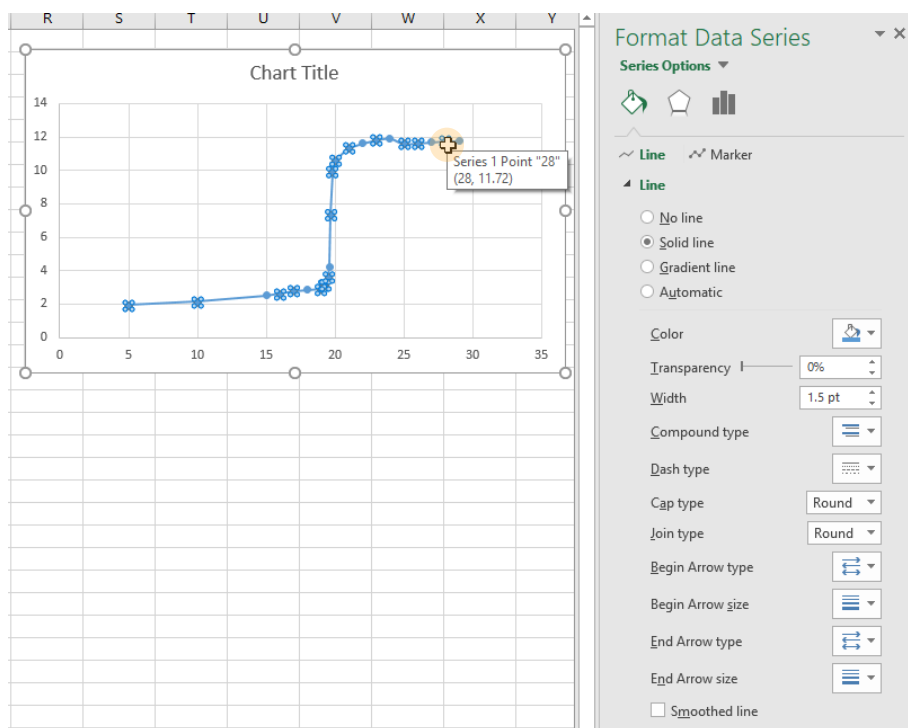 R S T U V W X Y
Chart Title
14
12
10
8
6
4
2
0
0 5 10 15 20 25 30 35
Series 1 Point "28"
(28, 11.72)
Format Data Series
Series Options
Line Marker
Line
No line
Solid line
Gradient line
Automatic
Color
Transparency 0%
Width 1.5 pt
Compound type
Dash type
Cap type Round
Join type Round
Begin Arrow type
Begin Arrow size
End Arrow type
End Arrow size
Smoothed line